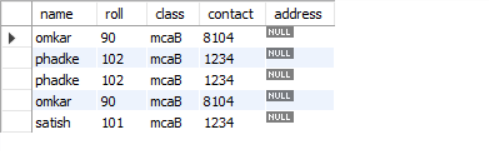 name roll class contact address
omkar 90 mcaB 8104 NULL
phadke 102 mcaB 1234 NULL
phadke 102 mcaB 1234 NULL
omkar 90 mcaB 8104 NULL
satish 101 mcaB 1234 NULL